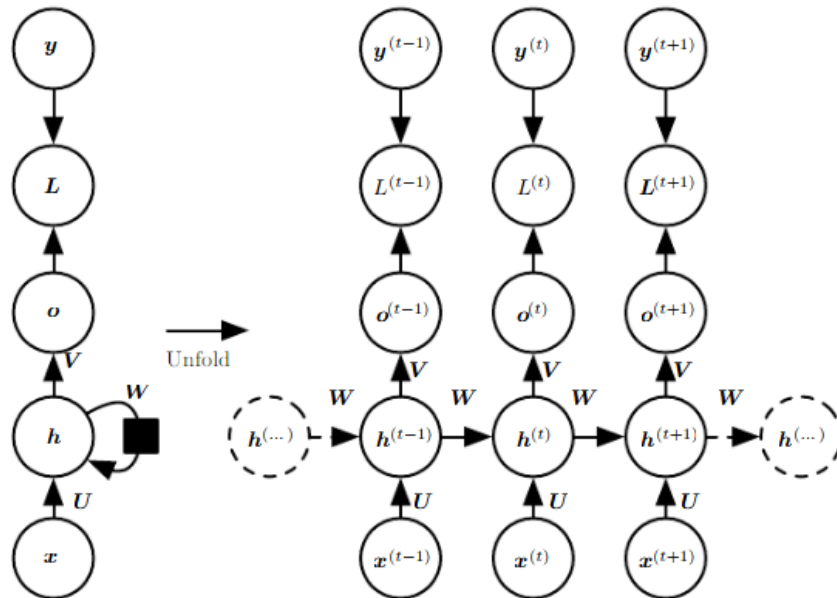 y y^(t−1) y^(t) y^(t+1)
L L^(t−1) L^(t) L^(t+1)
o o^(t−1) o^(t) o^(t+1)
Unfold
V V V V
W W W W W
h h^(...) h^(t−1) h^(t) h^(t+1) h^(...)
U U U U
x x^(t−1) x^(t) x^(t+1)